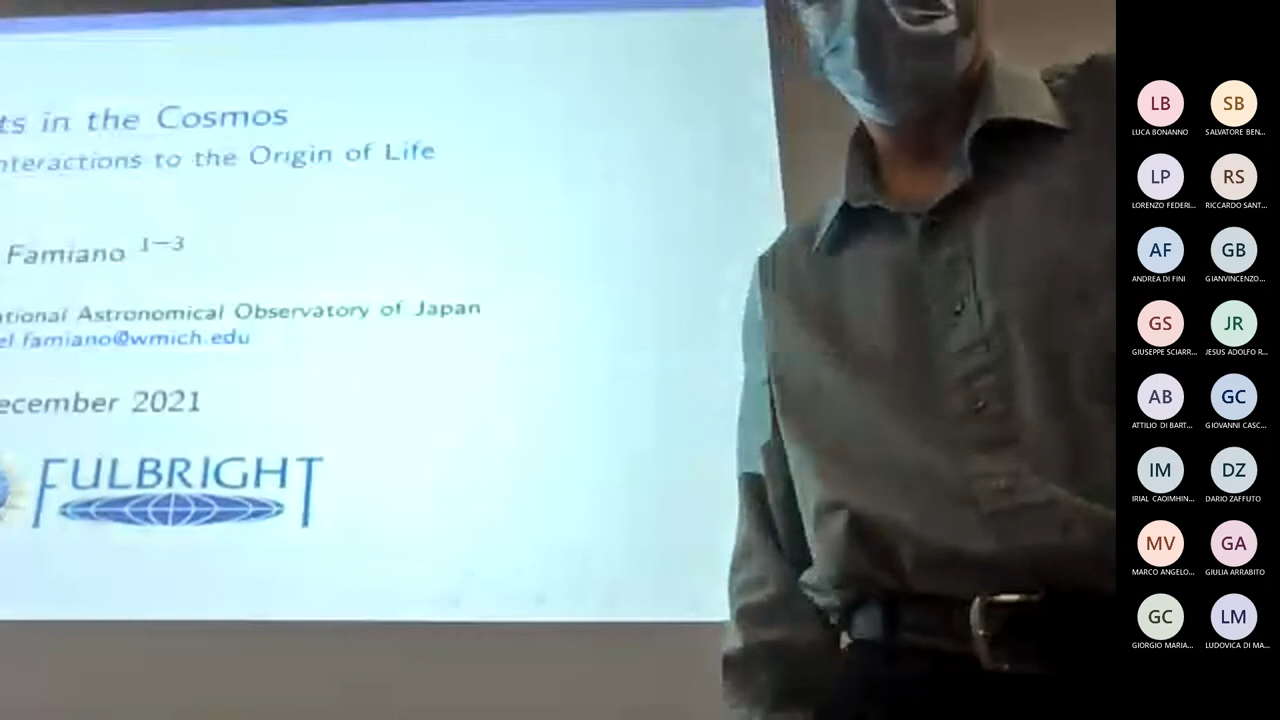 ts in the Cosmos
nteractions to the Origin of Life
Famiano 1-3
ational Astronomical Observatory of Japan
el.famiano@wmich.edu
ecember 2021
FULBRIGHT
LB SB
LUCA BONANNO SALVATORE BEN...
LP RS
LORENZO FEDERI... RICCARDO SANT...
AF GB
ANDREA DI FINI GIANVINCENZO...
GS JR
GIUSEPPE SCIARR... JESUS ADOLFO R...
AB GC
ATTILIO DI BART... GIOVANNI CASC...
IM DZ
IRIAL CAOIMHIN... DARIO ZAFFUTO
MV GA
MARCO ANGELO... GIULIA ARRABITO
GC LM
GIORGIO MARIA... LUDOVICA DI MA...